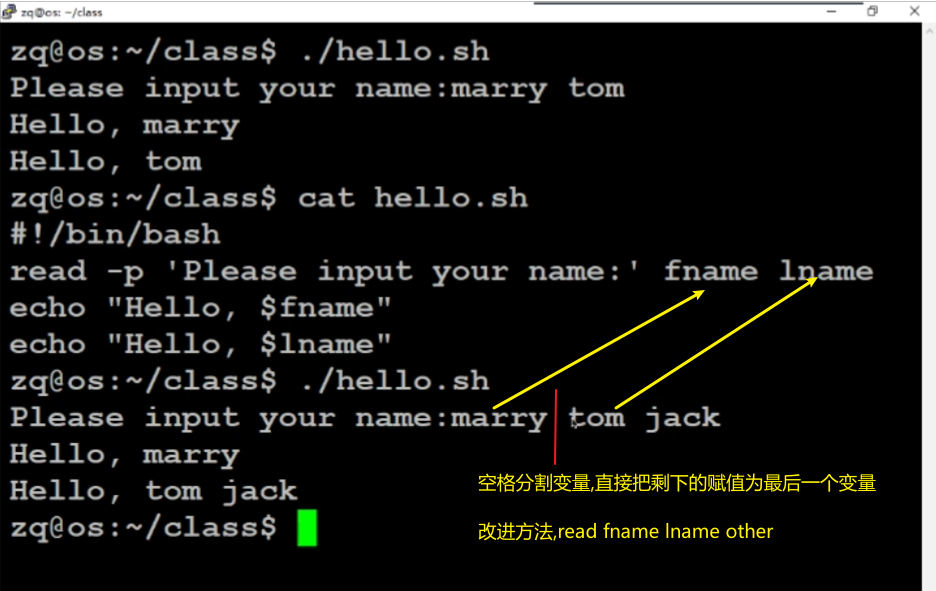 zq@os: ~/class
zq@os:~/class$ ./hello.sh
Please input your name:marry tom
Hello, marry
Hello, tom
zq@os:~/class$ cat hello.sh
#!/bin/bash
read -p 'Please input your name:' fname lname
echo "Hello, $fname"
echo "Hello, $lname"
zq@os:~/class$ ./hello.sh
Please input your name:marry tom jack
Hello, marry
Hello, tom jack
zq@os:~/class$
空格分割变量,直接把剩下的赋值为最后一个变量
改进方法,read fname lname other